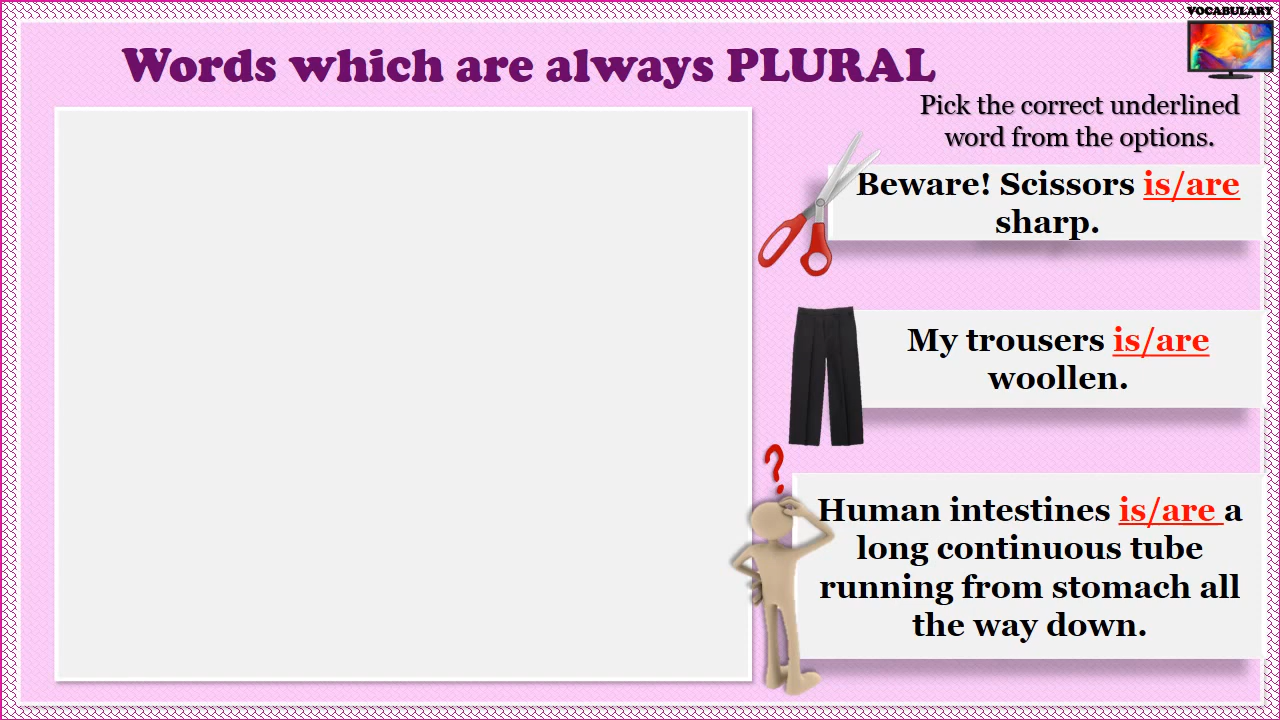 VOCABULARY
Words which are always PLURAL
Pick the correct underlined
word from the options.
Beware! Scissors is/are
sharp.
My trousers is/are
woollen.
?
Human intestines is/are a
long continuous tube
running from stomach all
the way down.